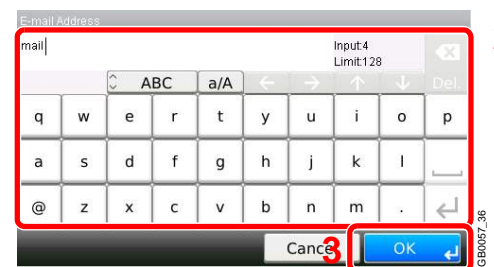 E-mail Address
mail
Input:4
Limit:128
ABC a/A Del.
q w e r t y u i o p
a s d f g h j k l
@ z x c v b n m .
Cance 3 OK
GB0057_36